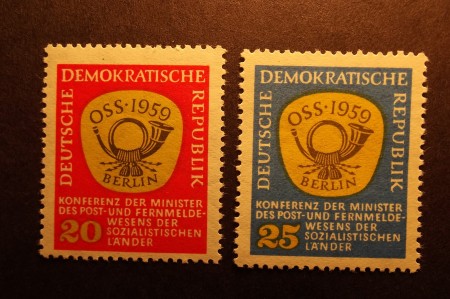 DEUTSCHE
DEMOKRATISCHE
REPUBLIK
OSS·1959
BERLIN
KONFERENZ DER MINISTER
DES POST-UND FERNMELDE-
WESENS DER
SOZIALISTISCHEN
LÄNDER
20
DEUTSCHE
DEMOKRATISCHE
REPUBLIK
OSS·1959
BERLIN
KONFERENZ DER MINISTER
DES POST-UND FERNMELDE-
WESENS DER
SOZIALISTISCHEN
LÄNDER
25